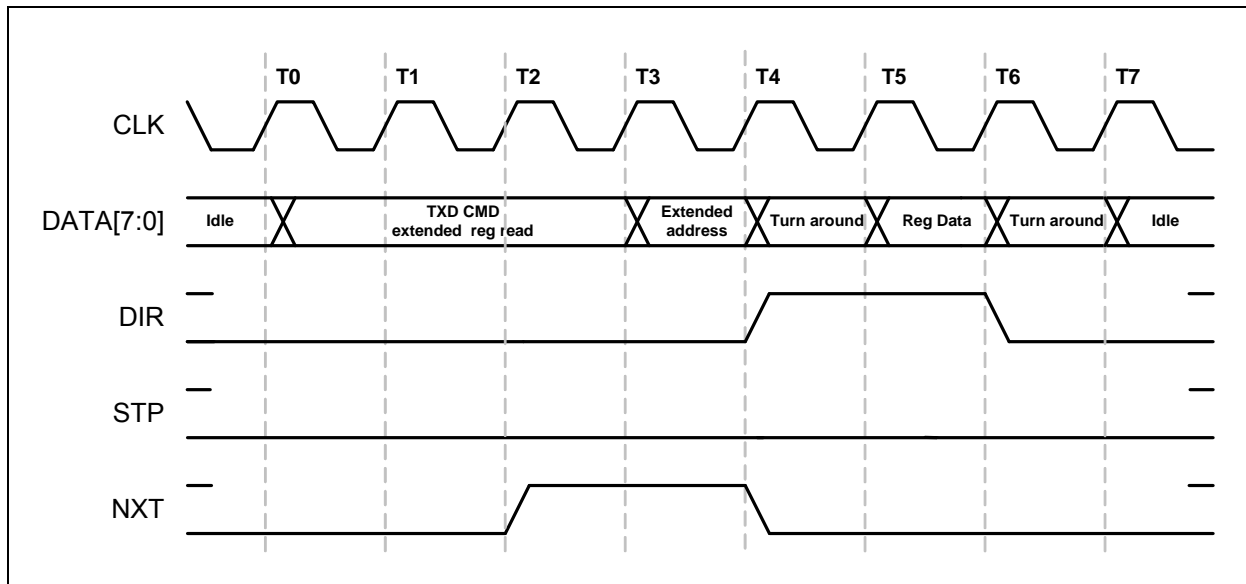 T0 T1 T2 T3 T4 T5 T6 T7
CLK
DATA[7:0]
Idle
TXD CMD
extended reg read
Extended
address
Turn around
Reg Data
Turn around
Idle
DIR
STP
NXT